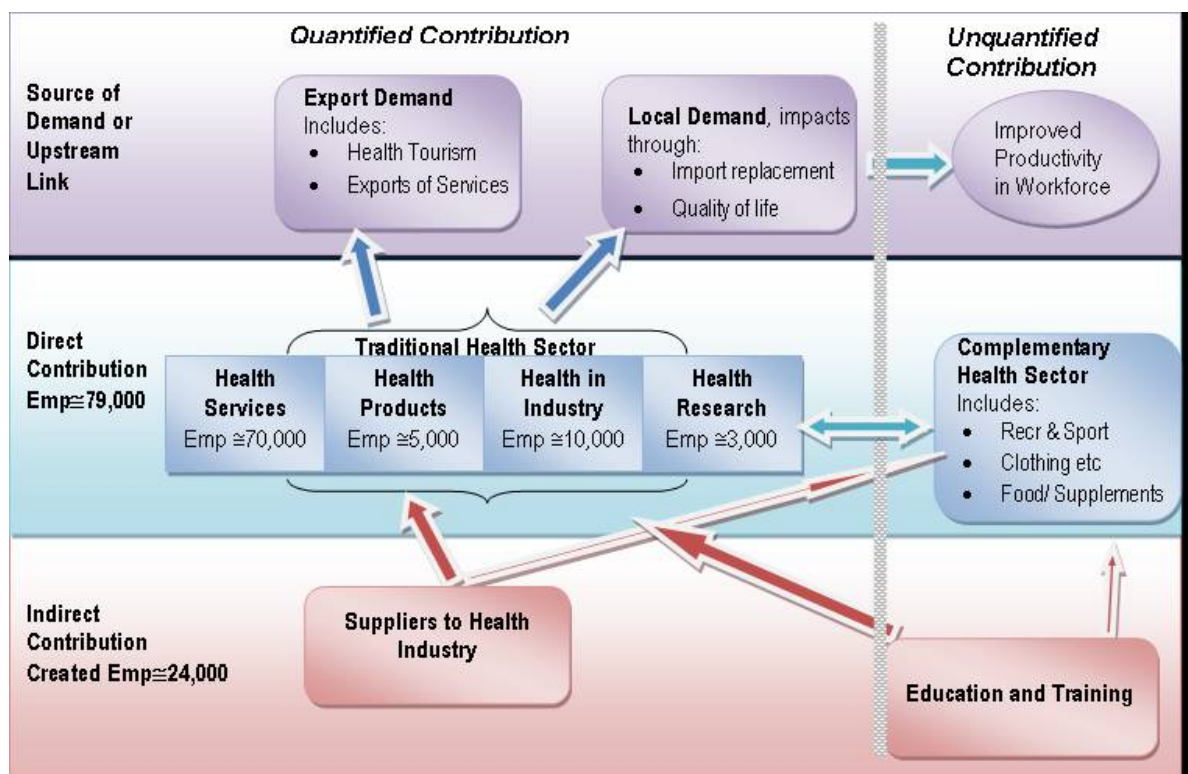 Quantified Contribution
Unquantified
Contribution
Source of
Demand or
Upstream
Link
Export Demand
Includes:
• Health Tourism
• Exports of Services
Local Demand, impacts
through:
• Import replacement
• Quality of life
Improved
Productivity
in Workforce
Direct
Contribution
Emp≅79,000
Traditional Health Sector
Health
Services
Emp ≅70,000
Health
Products
Emp ≅5,000
Health in
Industry
Emp ≅10,000
Health
Research
Emp ≅3,000
Complementary
Health Sector
Includes:
• Recr & Sport
• Clothing etc
• Food/ Supplements
Indirect
Contribution
Created Emp≅24,000
Suppliers to Health
Industry
Education and Training